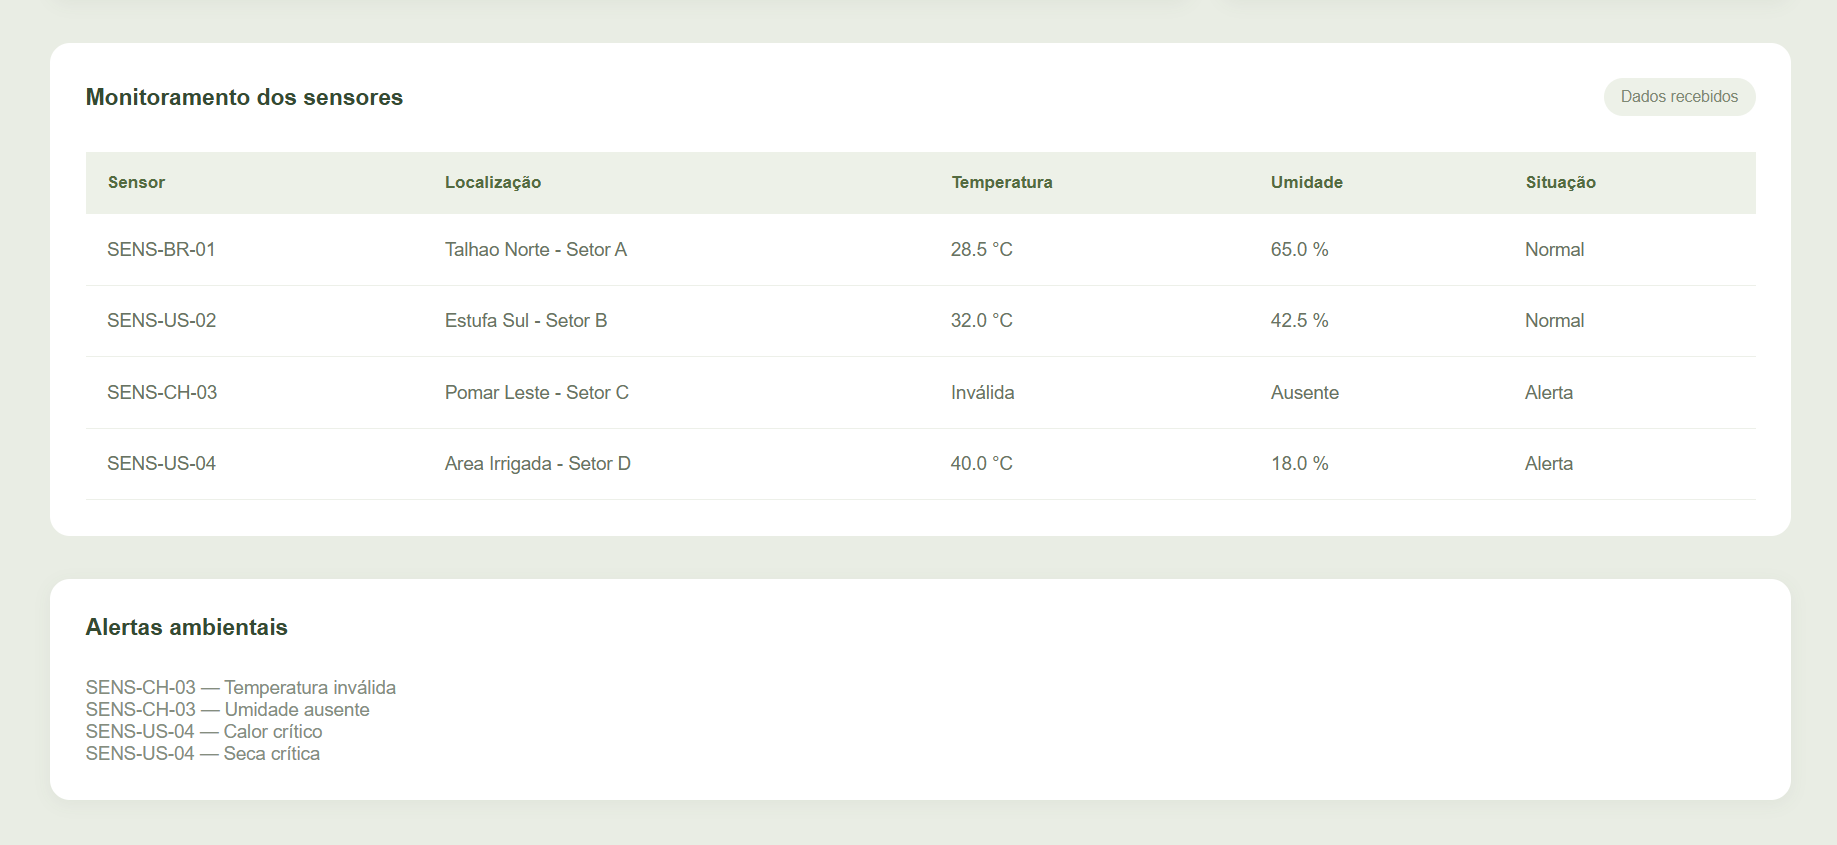 Monitoramento dos sensores
Dados recebidos
Sensor Localização Temperatura Umidade Situação
SENS-BR-01 Talhao Norte - Setor A 28.5 °C 65.0 % Normal
SENS-US-02 Estufa Sul - Setor B 32.0 °C 42.5 % Normal
SENS-CH-03 Pomar Leste - Setor C Inválida Ausente Alerta
SENS-US-04 Area Irrigada - Setor D 40.0 °C 18.0 % Alerta
Alertas ambientais
SENS-CH-03 — Temperatura inválida
SENS-CH-03 — Umidade ausente
SENS-US-04 — Calor crítico
SENS-US-04 — Seca crítica